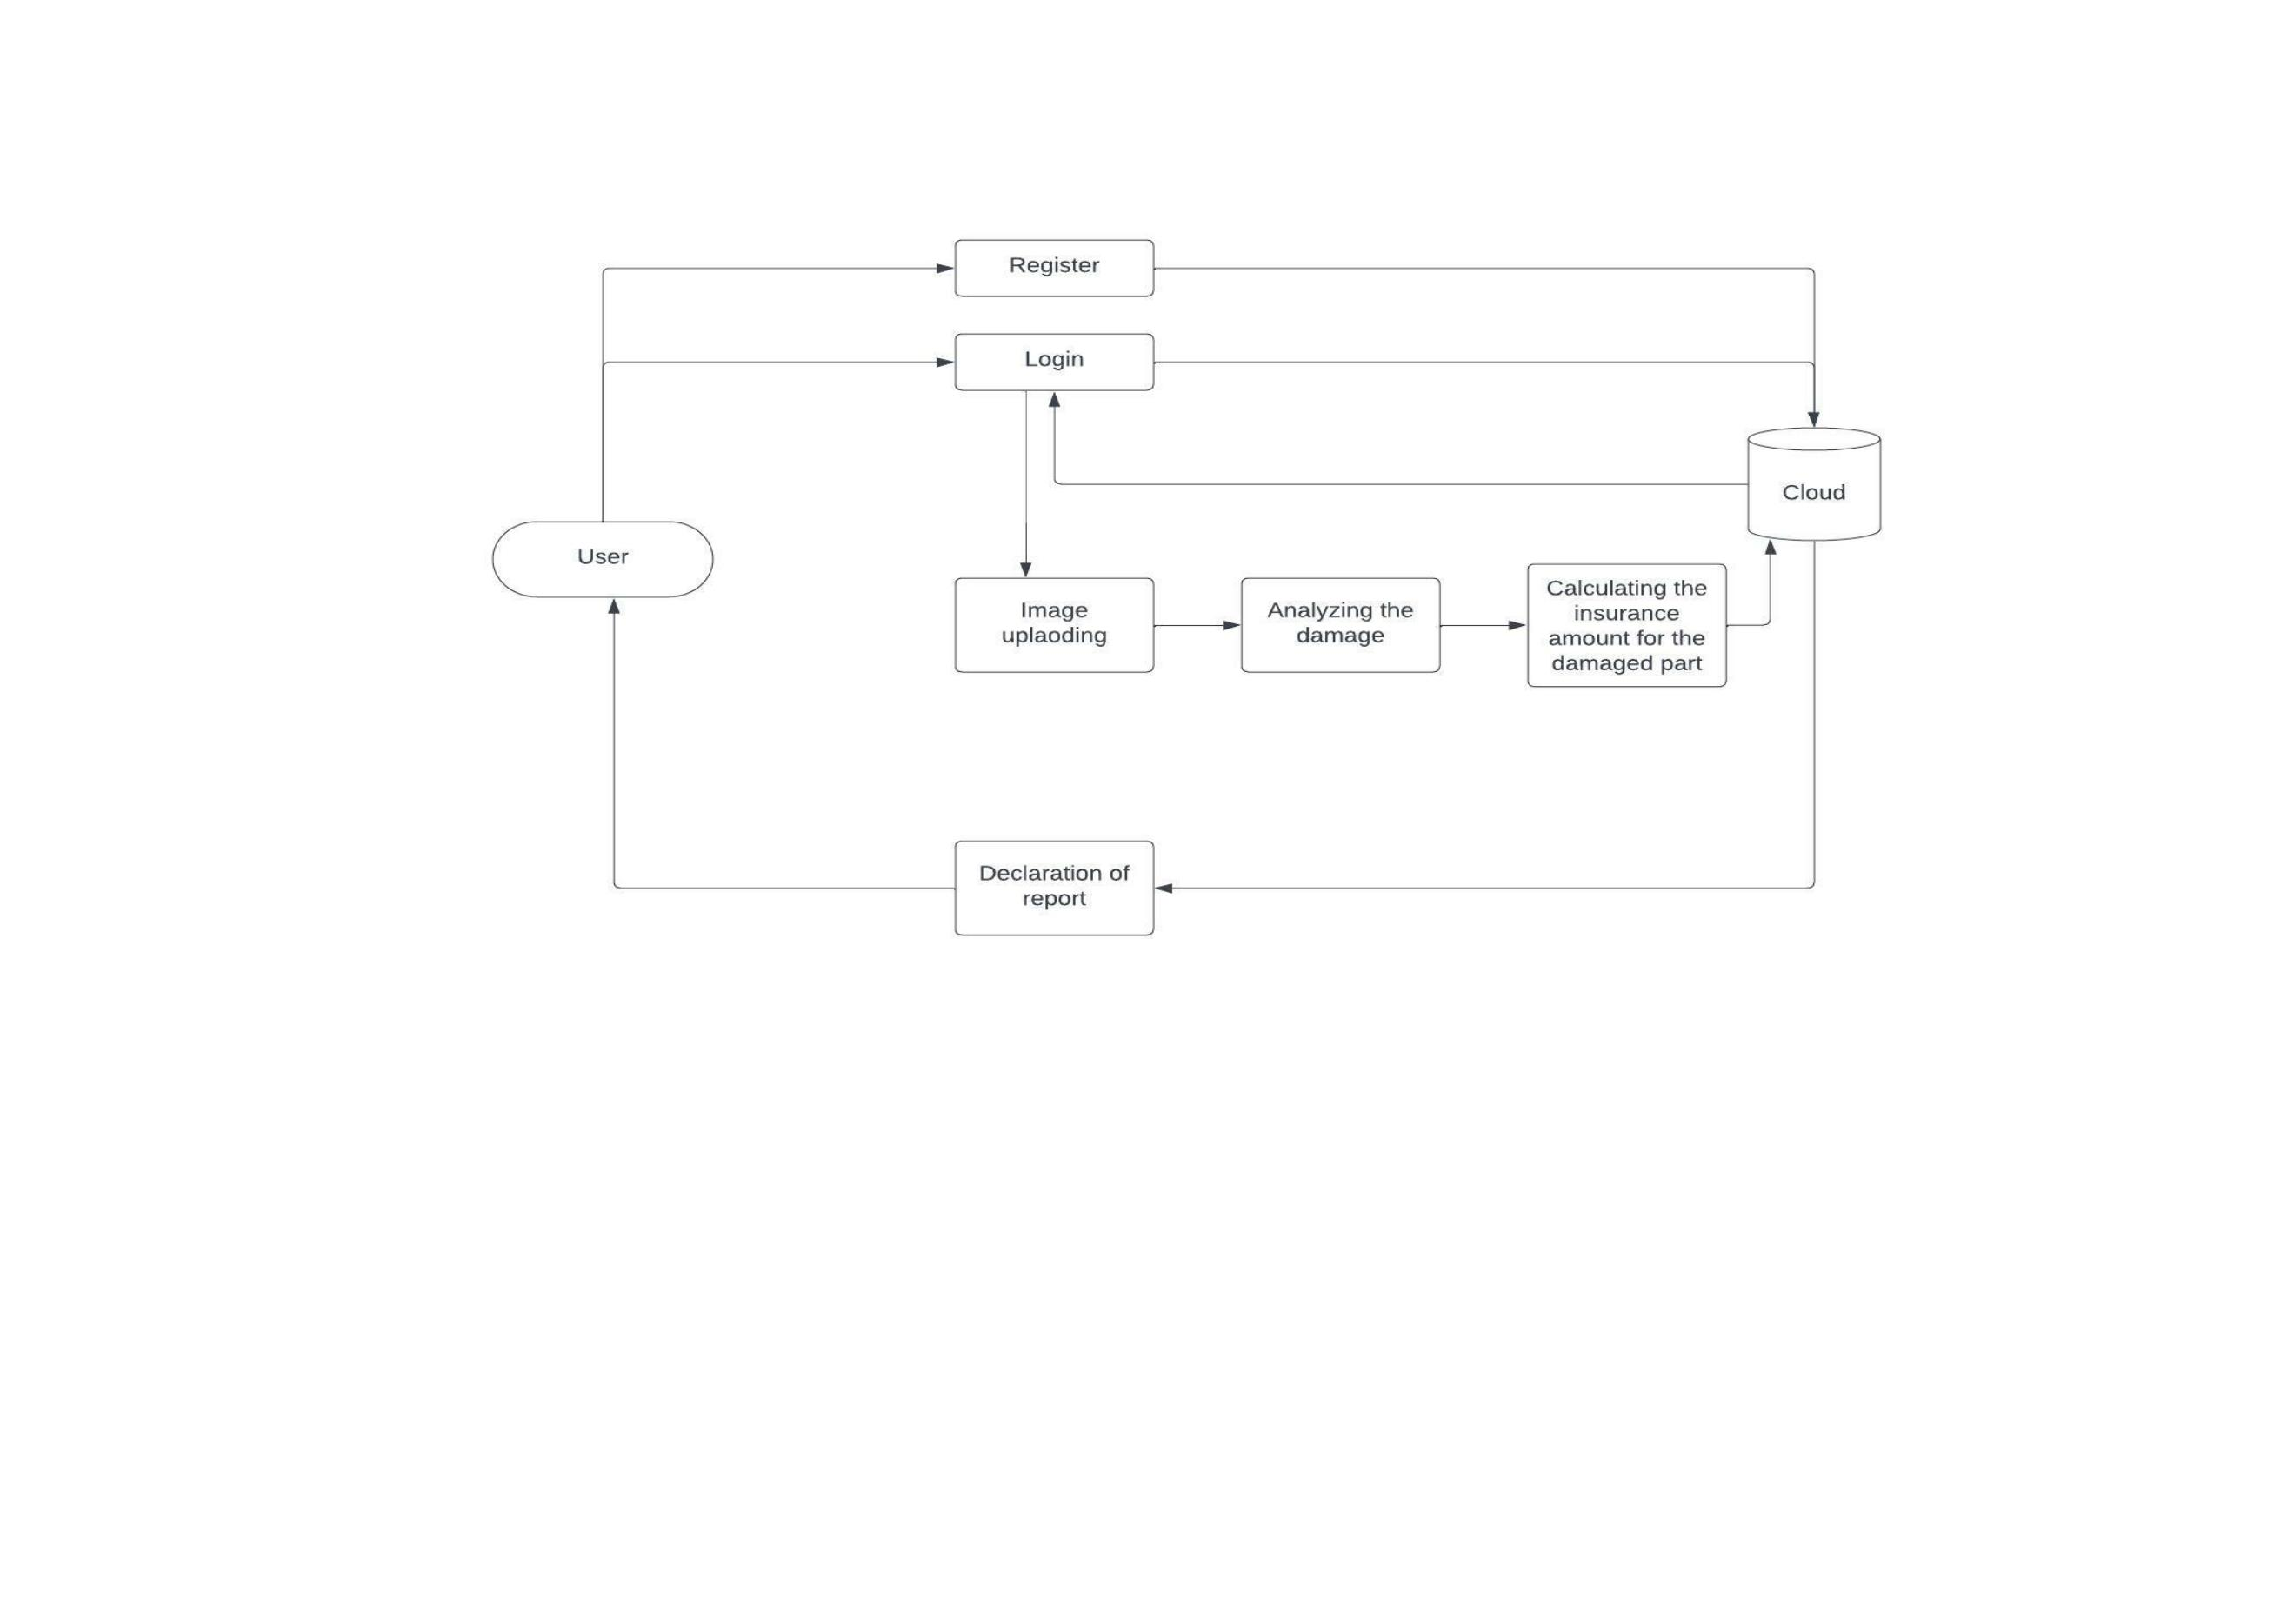 Register
Login
Cloud
User
Image
uplaoding
Analyzing the
damage
Calculating the
insurance
amount for the
damaged part
Declaration of
report